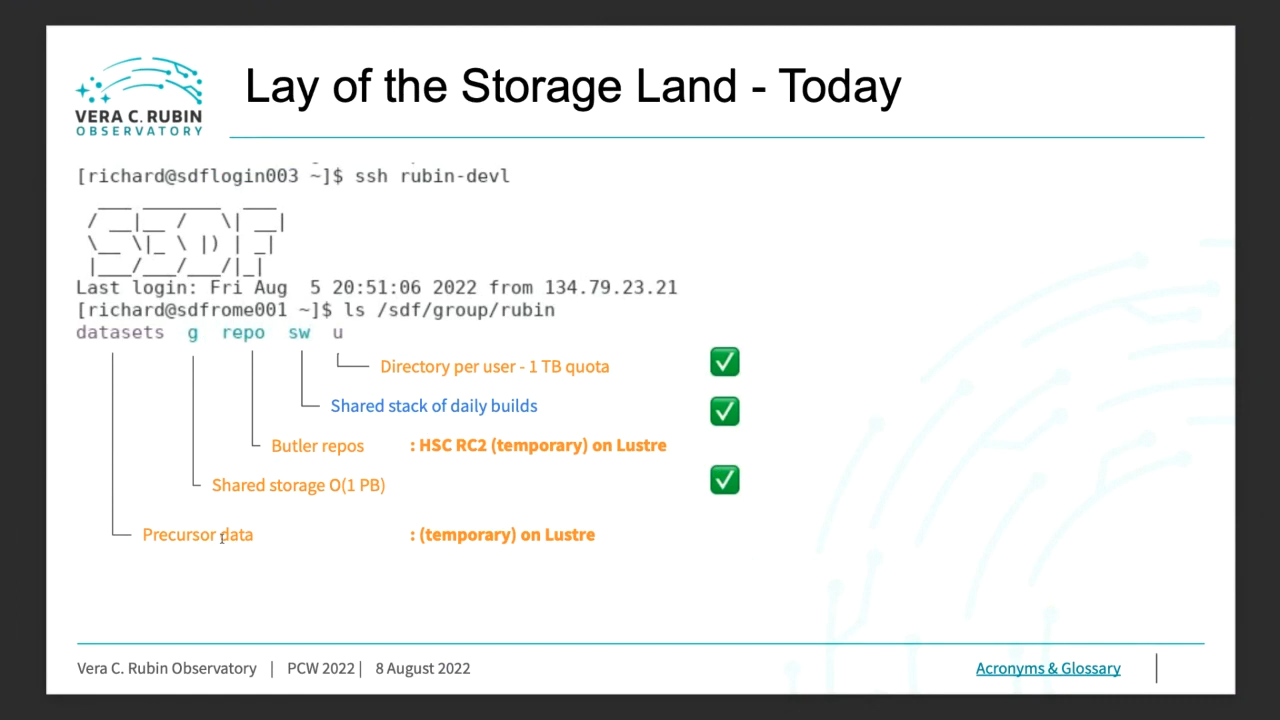 VERA C. RUBIN
OBSERVATORY
Lay of the Storage Land - Today
[richard@sdflogin003 ~]$ ssh rubin-devl
Last login: Fri Aug  5 20:51:06 2022 from 134.79.23.21
[richard@sdfrome001 ~]$ ls /sdf/group/rubin
datasets  g  repo  sw  u
Directory per user - 1 TB quota
Shared stack of daily builds
Butler repos : HSC RC2 (temporary) on Lustre
Shared storage O(1 PB)
Precursor data : (temporary) on Lustre
Vera C. Rubin Observatory | PCW 2022 | 8 August 2022 Acronyms & Glossary